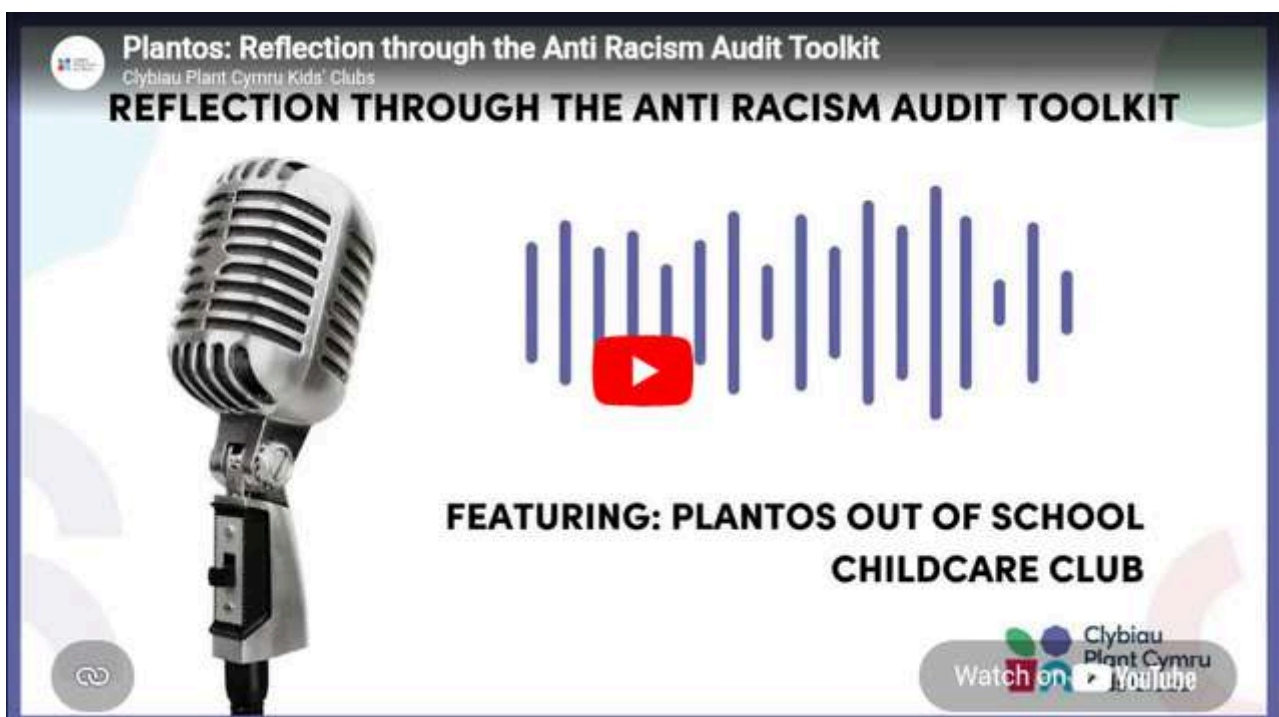 Plantos: Reflection through the Anti Racism Audit Toolkit
Clybiau Plant Cymru Kids' Clubs
REFLECTION THROUGH THE ANTI RACISM AUDIT TOOLKIT
FEATURING: PLANTOS OUT OF SCHOOL
CHILDCARE CLUB
Clybiau
Plant Cymru
Watch on YouTube